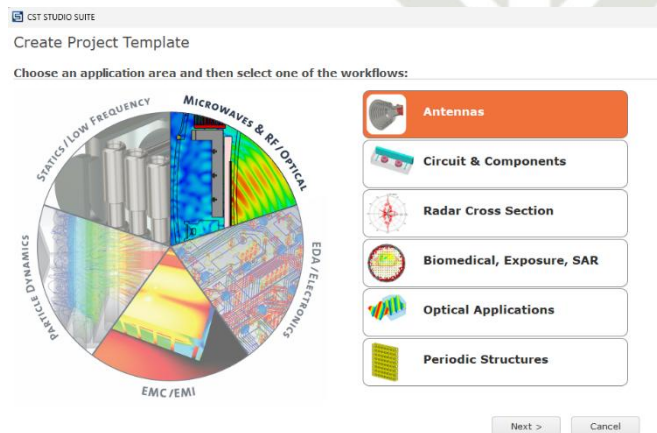 CST STUDIO SUITE
Create Project Template
Choose an application area and then select one of the workflows:
STATICS / LOW FREQUENCY
MICROWAVES & RF / OPTICAL
EDA / ELECTRONICS
EMC / EMI
PARTICLE DYNAMICS
Antennas
Circuit & Components
Radar Cross Section
Biomedical, Exposure, SAR
Optical Applications
Periodic Structures
Next >
Cancel